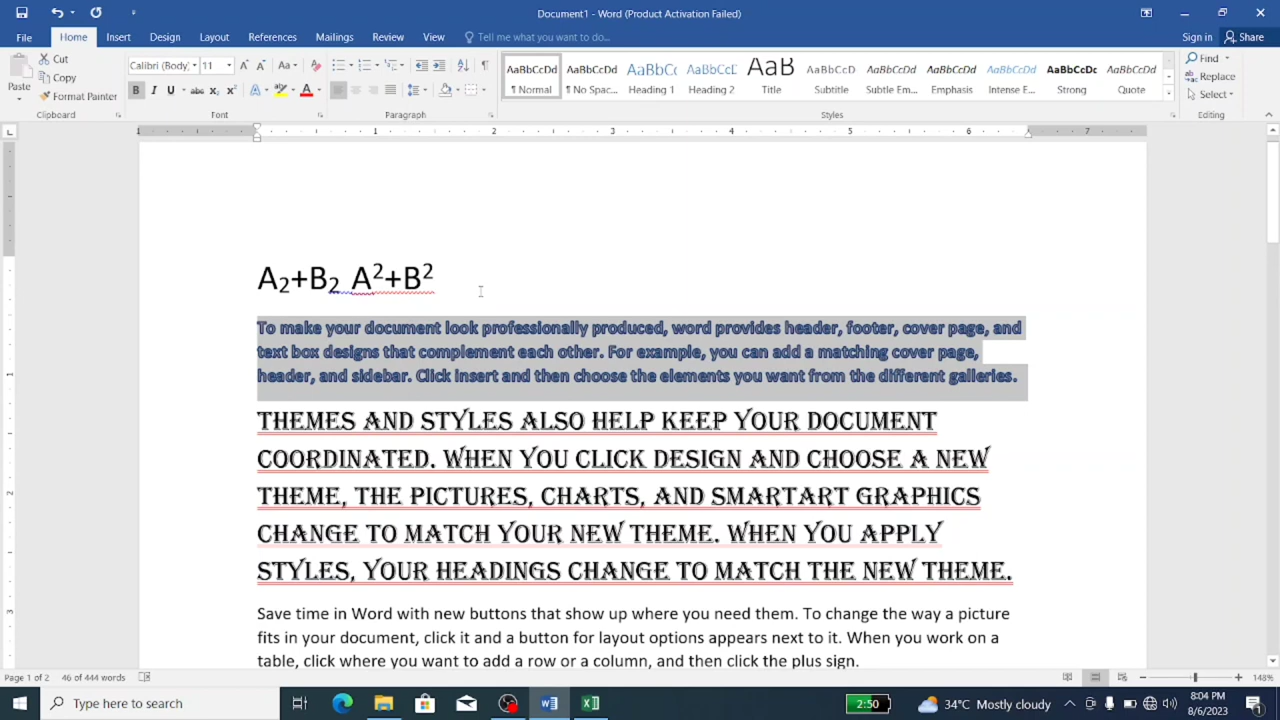 Document1 - Word (Product Activation Failed)
File Home Insert Design Layout References Mailings Review View Tell me what you want to do... Sign in Share
Paste
Cut
Copy
Format Painter
Clipboard
Calibri (Body) 11
Font
Paragraph
AaBbCcDd AaBbCcDd AaBbCc AaBbCcE AaB AaBbCcD AaBbCcDd AaBbCcDd AaBbCcDd AaBbCcDc AaBbCcDd
¶ Normal ¶ No Spac... Heading 1 Heading 2 Title Subtitle Subtle Em... Emphasis Intense E... Strong Quote
Styles
Find
Replace
Select
Editing
1 1 2 3 4 5 6 7
A₂+B₂ A²+B²
To make your document look professionally produced, word provides header, footer, cover page, and
text box designs that complement each other. For example, you can add a matching cover page,
header, and sidebar. Click Insert and then choose the elements you want from the different galleries.
THEMES AND STYLES ALSO HELP KEEP YOUR DOCUMENT
COORDINATED. WHEN YOU CLICK DESIGN AND CHOOSE A NEW
THEME, THE PICTURES, CHARTS, AND SMARTART GRAPHICS
CHANGE TO MATCH YOUR NEW THEME. WHEN YOU APPLY
STYLES, YOUR HEADINGS CHANGE TO MATCH THE NEW THEME.
Save time in Word with new buttons that show up where you need them. To change the way a picture
fits in your document, click it and a button for layout options appears next to it. When you work on a
table, click where you want to add a row or a column, and then click the plus sign.
Page 1 of 2 46 of 444 words 148%
Type here to search 2:50 34°C Mostly cloudy 8:04 PM
8/6/2023